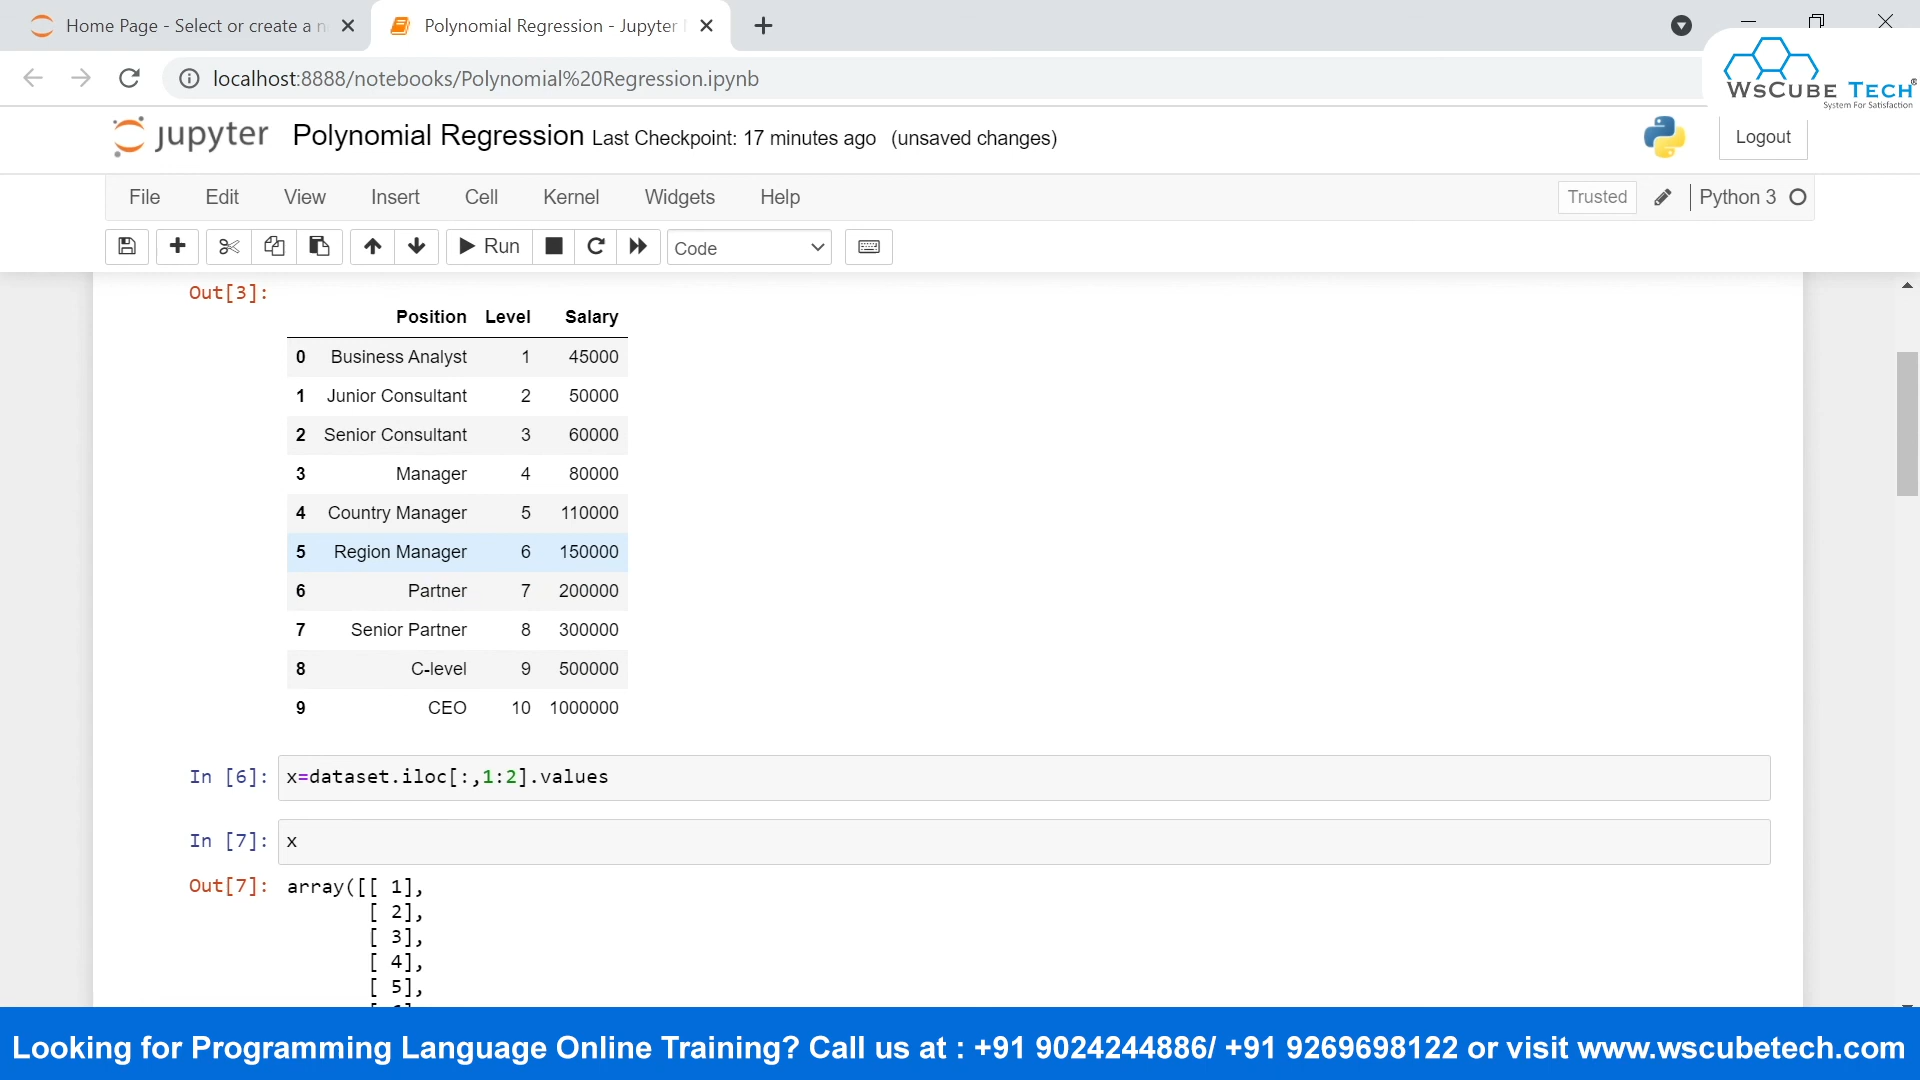 Home Page - Select or create a n
Polynomial Regression - Jupyter
localhost:8888/notebooks/Polynomial%20Regression.ipynb
WsCube Tech®
System For Satisfaction
jupyter Polynomial Regression Last Checkpoint: 17 minutes ago (unsaved changes)
Logout
File Edit View Insert Cell Kernel Widgets Help Trusted Python 3
Run Code
Out[3]:
Position Level Salary
0 Business Analyst 1 45000
1 Junior Consultant 2 50000
2 Senior Consultant 3 60000
3 Manager 4 80000
4 Country Manager 5 110000
5 Region Manager 6 150000
6 Partner 7 200000
7 Senior Partner 8 300000
8 C-level 9 500000
9 CEO 10 1000000
In [6]: x=dataset.iloc[:,1:2].values
In [7]: x
Out[7]: array([[ 1],
[ 2],
[ 3],
[ 4],
[ 5],
Looking for Programming Language Online Training? Call us at : +91 9024244886/ +91 9269698122 or visit www.wscubetech.com